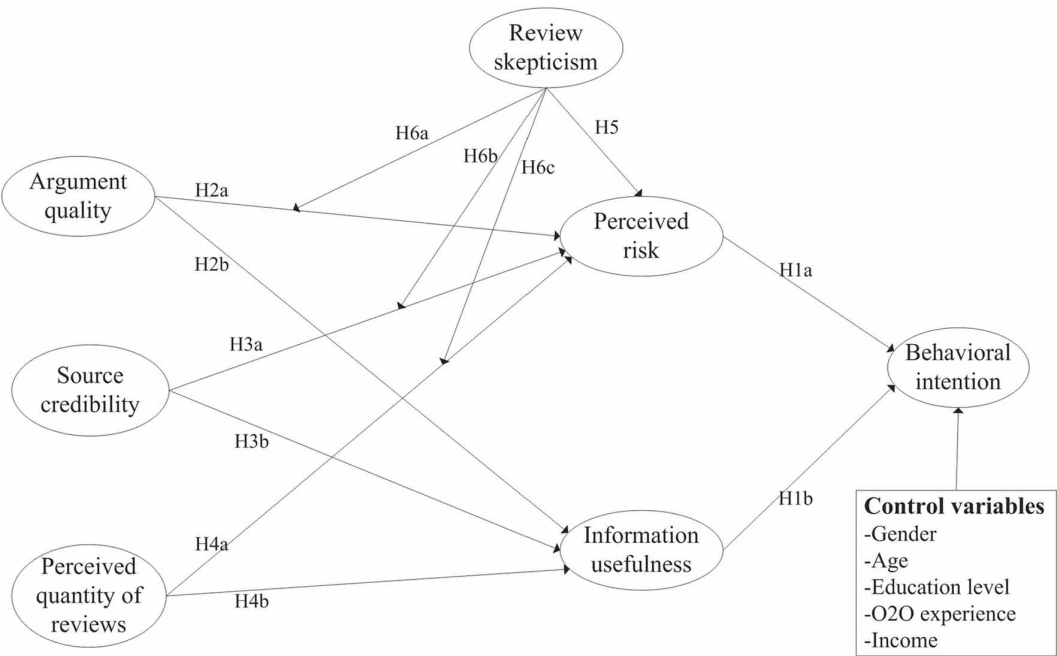 Review
skepticism
H6a
H5
H6b
H6c
Argument
quality
H2a
Perceived
risk
H2b
H1a
H3a
Behavioral
intention
Source
credibility
H3b
H1b
Control variables
-Gender
-Age
-Education level
-O2O experience
-Income
Information
usefulness
H4a
Perceived
quantity of
reviews
H4b